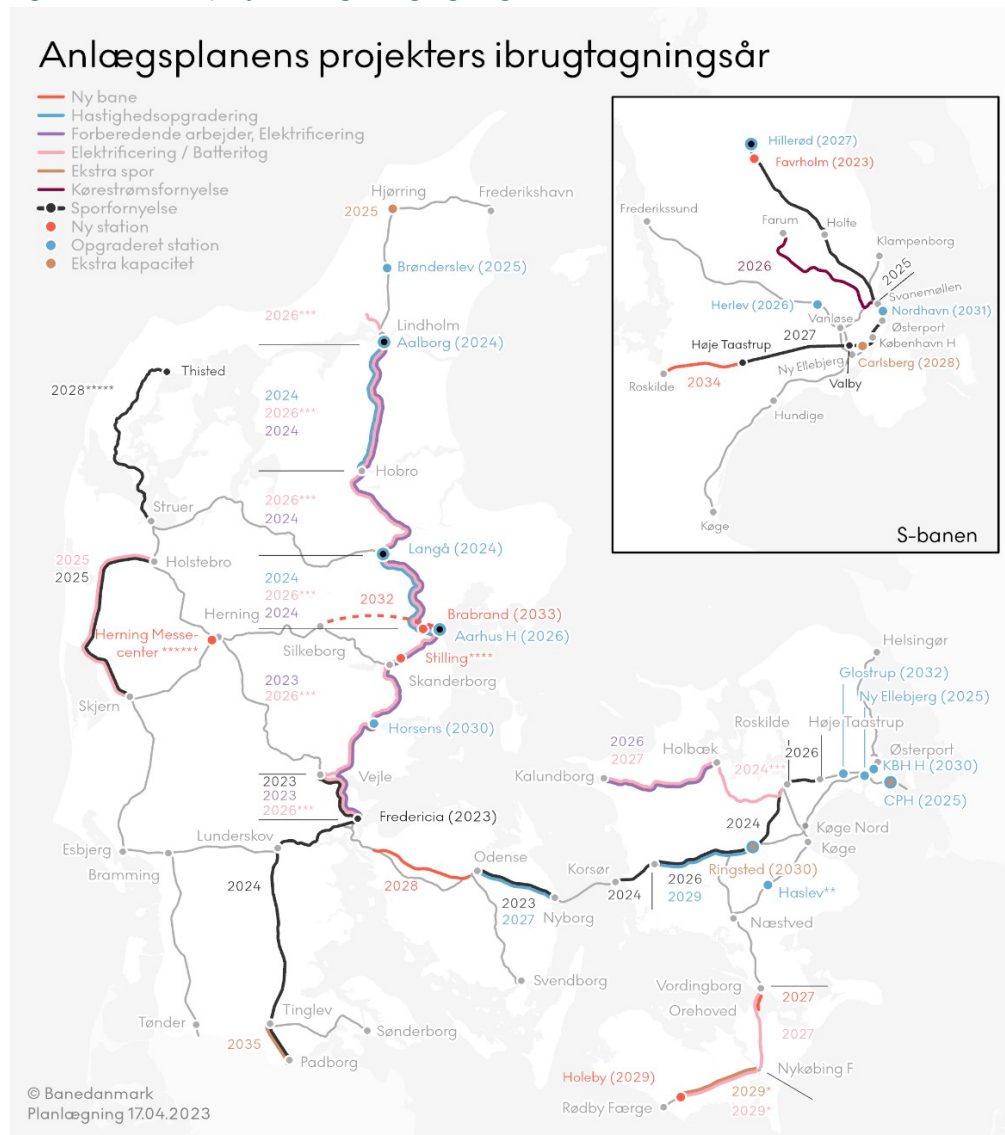 Anlægsplanens projekters ibrugtagningsår
Ny bane
Hastighedsopgradering
Forberedende arbejder, Elektrificering
Elektrificering / Batteritog
Ekstra spor
Kørestrømsfornyelse
Sporfornyelse
Ny station
Opgraderet station
Ekstra kapacitet
Hjørring
Frederikshavn
2025
Brønderslev (2025)
2026***
Lindholm
Aalborg (2024)
Thisted
2028*****
2024
2026***
2024
Hobro
2026***
2024
Struer
Langå (2024)
2025
2025
Holstebro
2024
2026***
2024
2032
Brabrand (2033)
Herning
Aarhus H (2026)
Herning Messe-
center ******
Silkeborg
Stilling****
Skanderborg
Skjern
2023
2026***
Horsens (2030)
2023
2023
2026***
Vejle
Fredericia (2023)
Lunderskov
Esbjerg
Bramming
2024
2028
Odense
2023
2027
Nyborg
Korsør
2024
2026
2029
Svendborg
Tinglev
Tønder
Sønderborg
2035
Padborg
Helsingør
Glostrup (2032)
Ny Ellebjerg (2025)
Roskilde
Høje Taastrup
2026
2027
Holbæk
2026
Østerport
KBH H (2030)
Kalundborg
2024***
CPH (2025)
2024
Køge Nord
Køge
Ringsted (2030)
Haslev**
Næstved
Vordingborg
2027
Orehoved
2027
Nykøbing F
Holeby (2029)
2029*
2029*
Rødby Færge
Hillerød (2027)
Favrholm (2023)
Frederikssund
Farum
Holte
Klampenborg
2026
2025
Svanemøllen
Herlev (2026)
Nordhavn (2031)
Vanløse
Østerport
2027
København H
Høje Taastrup
Ny Ellebjerg
Carlsberg (2028)
Roskilde
2034
Valby
Hundige
Køge
S-banen
© Banedanmark
Planlægning 17.04.2023